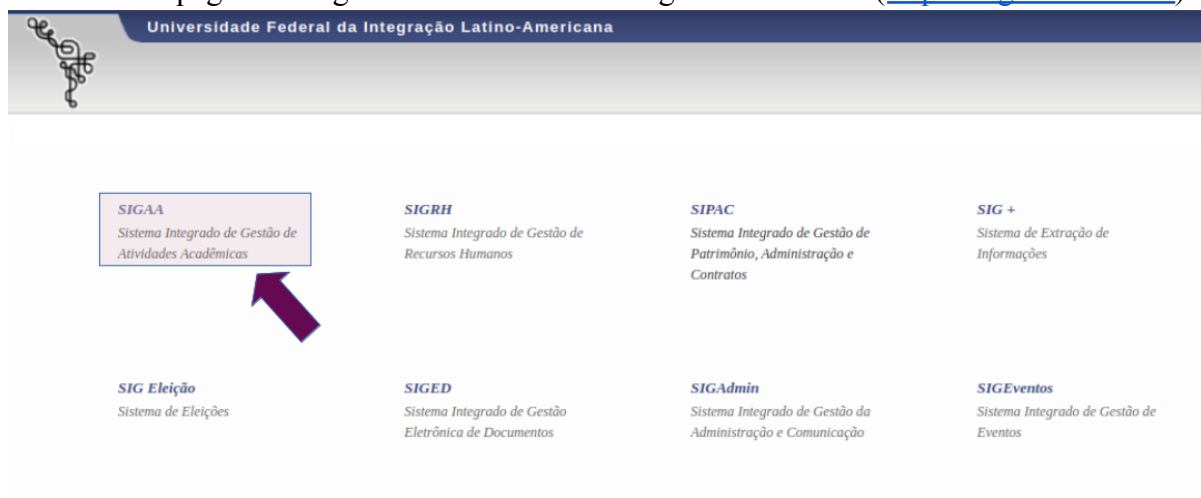 Universidade Federal da Integração Latino-Americana
SIGAA
Sistema Integrado de Gestão de
Atividades Acadêmicas
SIGRH
Sistema Integrado de Gestão de
Recursos Humanos
SIPAC
Sistema Integrado de Gestão de
Patrimônio, Administração e
Contratos
SIG +
Sistema de Extração de
Informações
SIG Eleição
Sistema de Eleições
SIGED
Sistema Integrado de Gestão
Eletrônica de Documentos
SIGAdmin
Sistema Integrado de Gestão da
Administração e Comunicação
SIGEventos
Sistema Integrado de Gestão de
Eventos